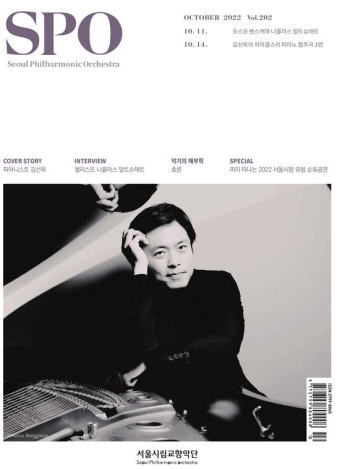 SPO
Seoul Philharmonic Orchestra
OCTOBER 2022 Vol.202
10. 11. 오스모 벤스케와 니콜라스 알트슈태트
10. 14. 김선욱의 차이콥스키 피아노 협주곡 1번
COVER STORY
피아니스트 김선욱
INTERVIEW
첼리스트 니콜라스 알트슈태트
악기의 해부학
호른
SPECIAL
미리 떠나는 2022 서울시향 유럽 순회공연
서울시립교향악단
Seoul Philharmonic Orchestra